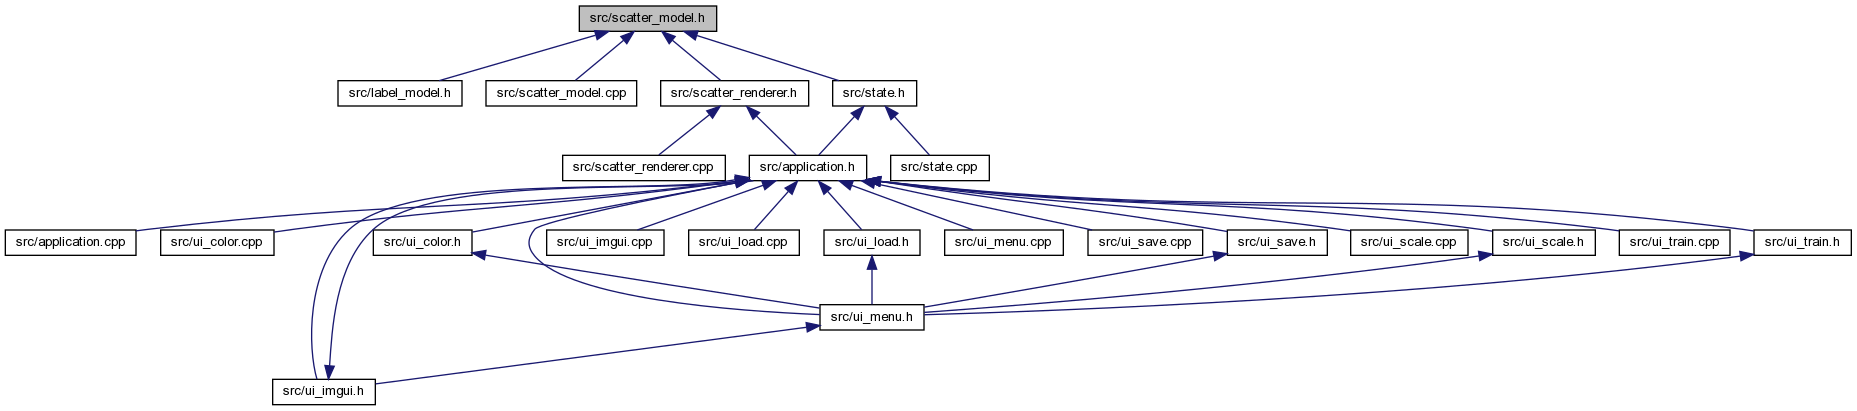 src/scatter_model.h
src/label_model.h
src/scatter_model.cpp
src/scatter_renderer.h
src/state.h
src/scatter_renderer.cpp
src/application.h
src/state.cpp
src/application.cpp
src/ui_color.cpp
src/ui_color.h
src/ui_imgui.cpp
src/ui_load.cpp
src/ui_load.h
src/ui_menu.cpp
src/ui_save.cpp
src/ui_save.h
src/ui_scale.cpp
src/ui_scale.h
src/ui_train.cpp
src/ui_train.h
src/ui_menu.h
src/ui_imgui.h